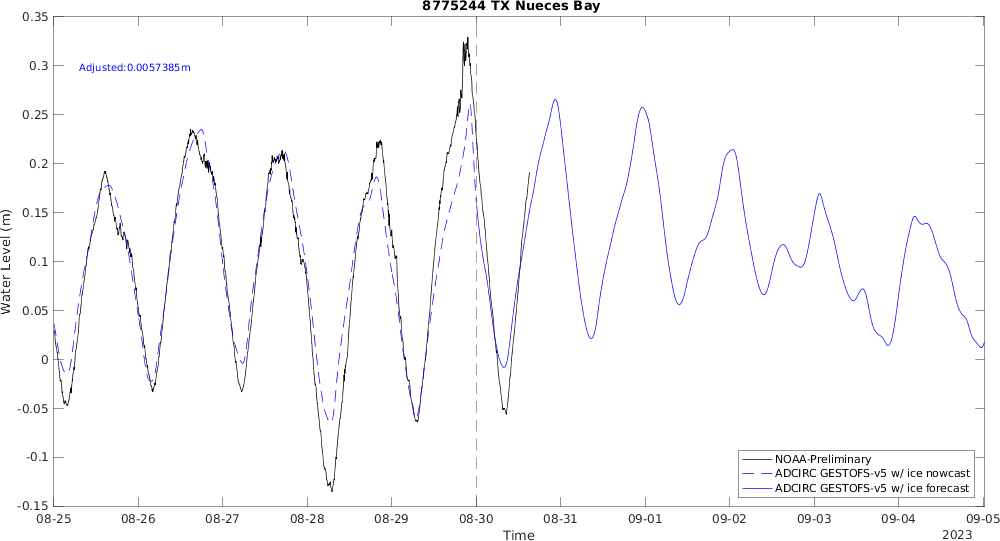 8775244 TX Nueces Bay
0.35
0.3
0.25
0.2
0.15
0.1
0.05
0
-0.05
-0.1
-0.15
Water Level (m)
Adjusted:0.0057385m
NOAA-Preliminary
ADCIRC GESTOFS-v5 w/ ice nowcast
ADCIRC GESTOFS-v5 w/ ice forecast
08-25 08-26 08-27 08-28 08-29 08-30 08-31 09-01 09-02 09-03 09-04 09-05
Time
2023